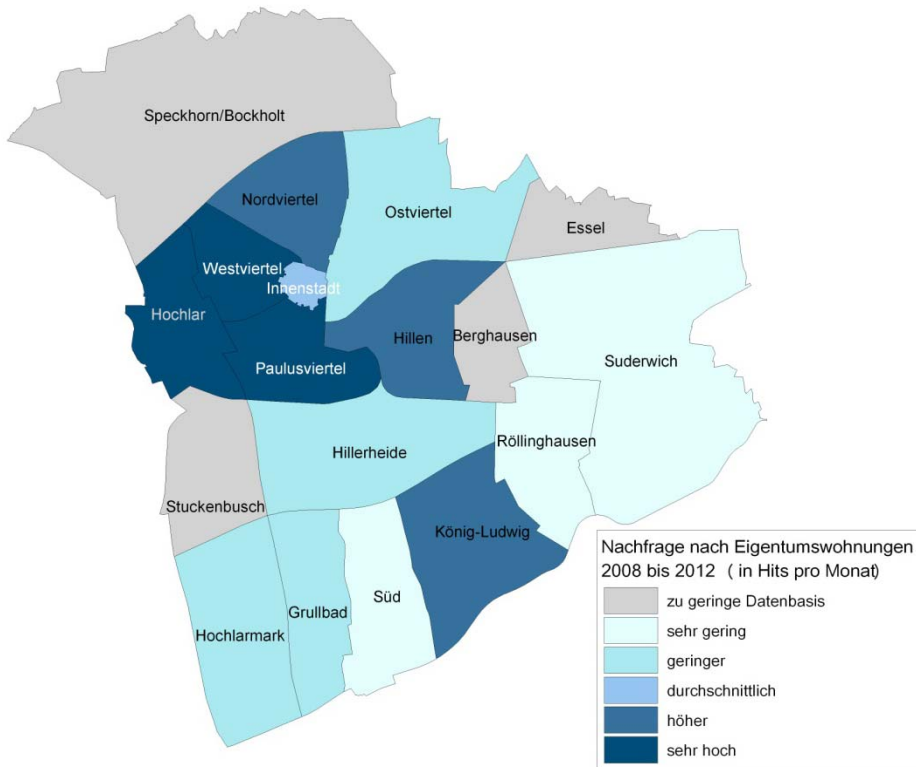 Speckhorn/Bockholt
Nordviertel
Ostviertel
Essel
Westviertel
Innenstadt
Hochlar
Hillen
Berghausen
Paulusviertel
Suderwich
Röllinghausen
Hillerheide
Stuckenbusch
König-Ludwig
Süd
Grullbad
Hochlarmark
Nachfrage nach Eigentumswohnungen
2008 bis 2012 ( in Hits pro Monat)
zu geringe Datenbasis
sehr gering
geringer
durchschnittlich
höher
sehr hoch